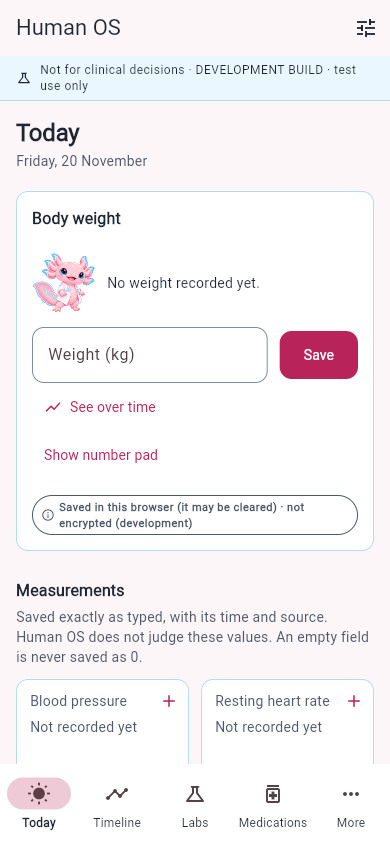 Human OS
Not for clinical decisions · DEVELOPMENT BUILD · test
use only
Today
Friday, 20 November
Body weight
No weight recorded yet.
Weight (kg)
Save
See over time
Show number pad
Saved in this browser (it may be cleared) · not
encrypted (development)
Measurements
Saved exactly as typed, with its time and source.
Human OS does not judge these values. An empty field
is never saved as 0.
Blood pressure
Not recorded yet
Resting heart rate
Not recorded yet
Today
Timeline
Labs
Medications
More